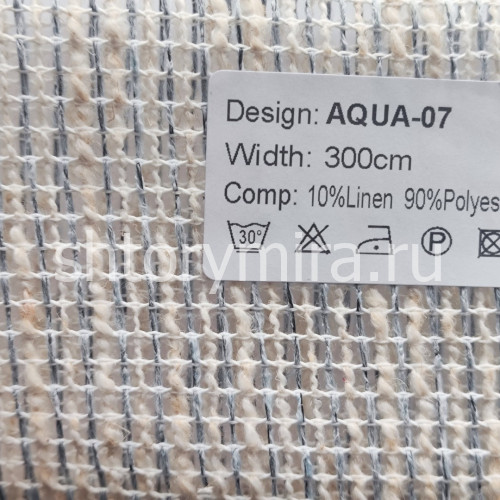 Design: AQUA-07
Width: 300cm
Comp: 10%Linen 90%Polyes
30° P
shtorymira.ru